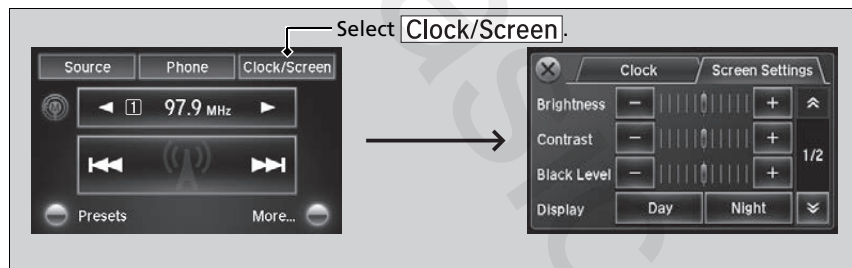 Select Clock/Screen.
Source Phone Clock/Screen
1 97.9 MHz
Presets More...
Clock Screen Settings
Brightness - +
Contrast - +
1/2
Black Level - +
Display Day Night